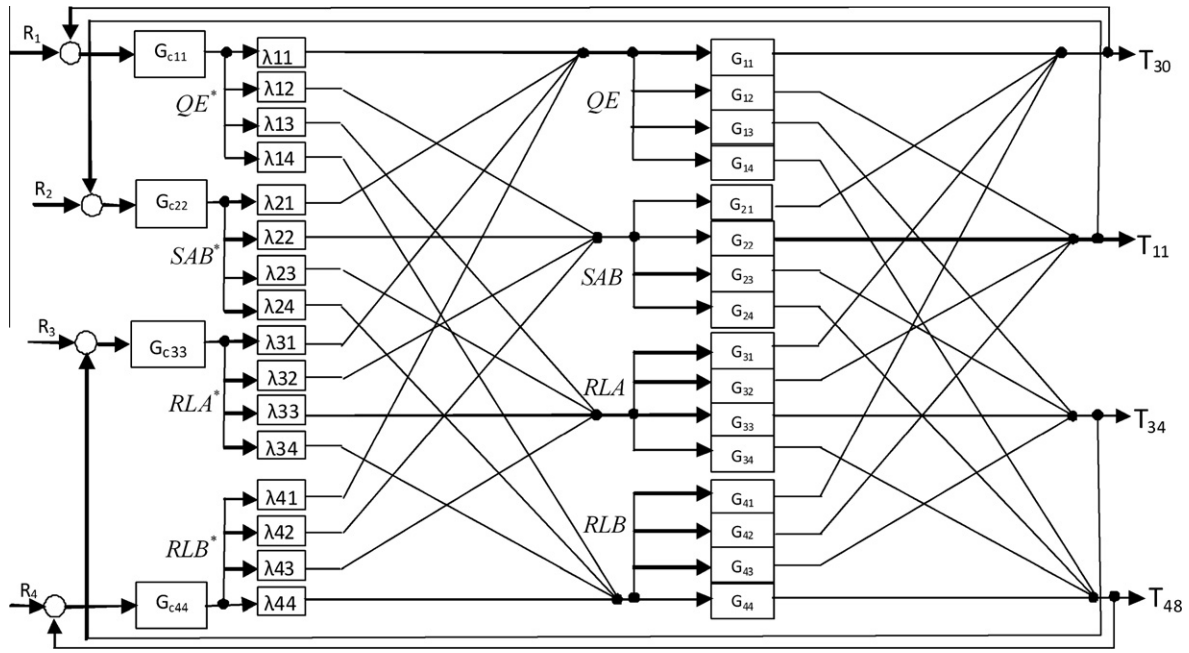 R1 Gc11 λ11 G11 T30
λ12 G12
QE* QE
λ13 G13
λ14 G14
R2 Gc22 λ21 G21
λ22 G22 T11
SAB* SAB
λ23 G23
λ24 G24
R3 Gc33 λ31 G31
λ32 G32
RLA* RLA
λ33 G33 T34
λ34 G34
λ41 G41
λ42 G42
RLB* RLB
λ43 G43
R4 Gc44 λ44 G44 T48